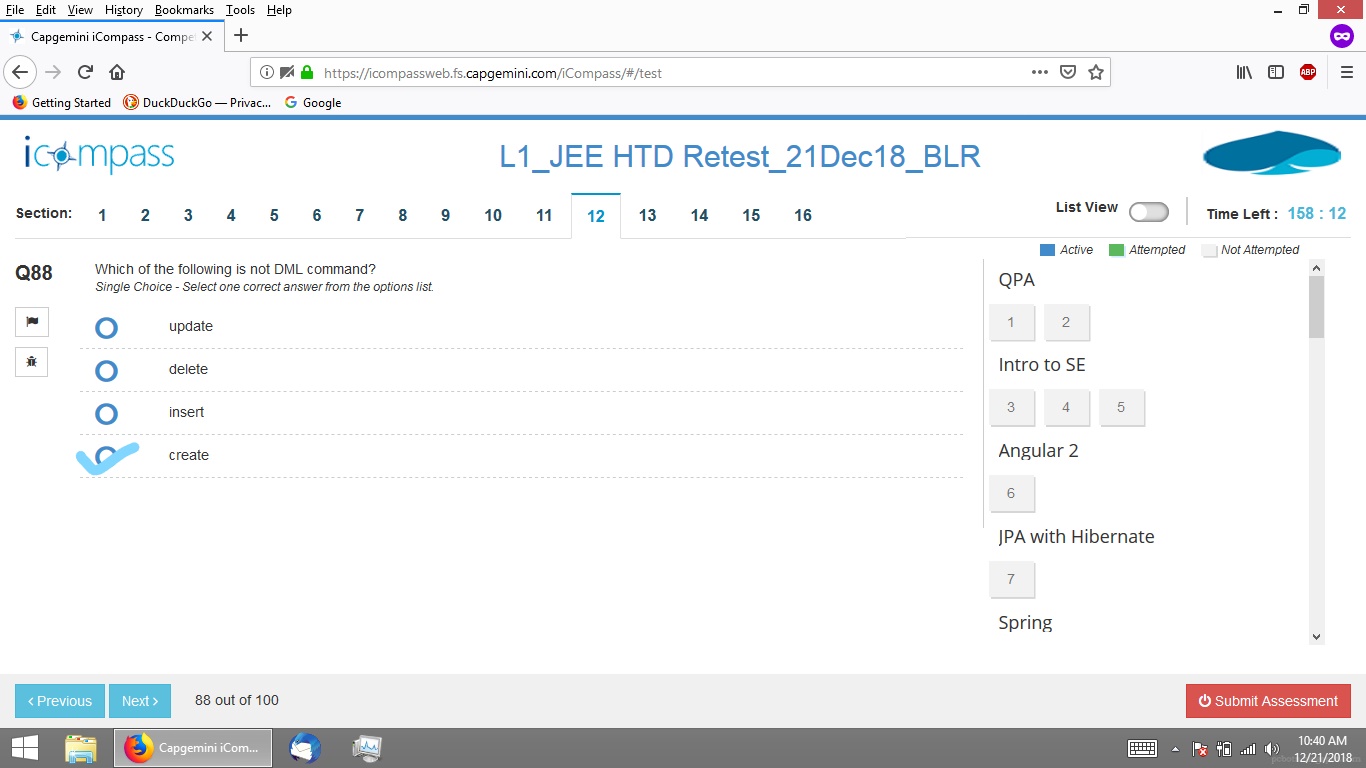 File Edit View History Bookmarks Tools Help
Capgemini iCompass - Compe
https://icompassweb.fs.capgemini.com/iCompass/#/test
ABP
Getting Started DuckDuckGo — Privac... Google
icompass
L1_JEE HTD Retest_21Dec18_BLR
Section: 1 2 3 4 5 6 7 8 9 10 11 12 13 14 15 16
List View
Time Left : 158 : 12
Active Attempted Not Attempted
Q88
Which of the following is not DML command?
Single Choice - Select one correct answer from the options list.
update
delete
insert
create
QPA
1 2
Intro to SE
3 4 5
Angular 2
6
JPA with Hibernate
7
Spring
Previous Next
88 out of 100
Submit Assessment
Capgemini iCom...
10:40 AM
12/21/2018